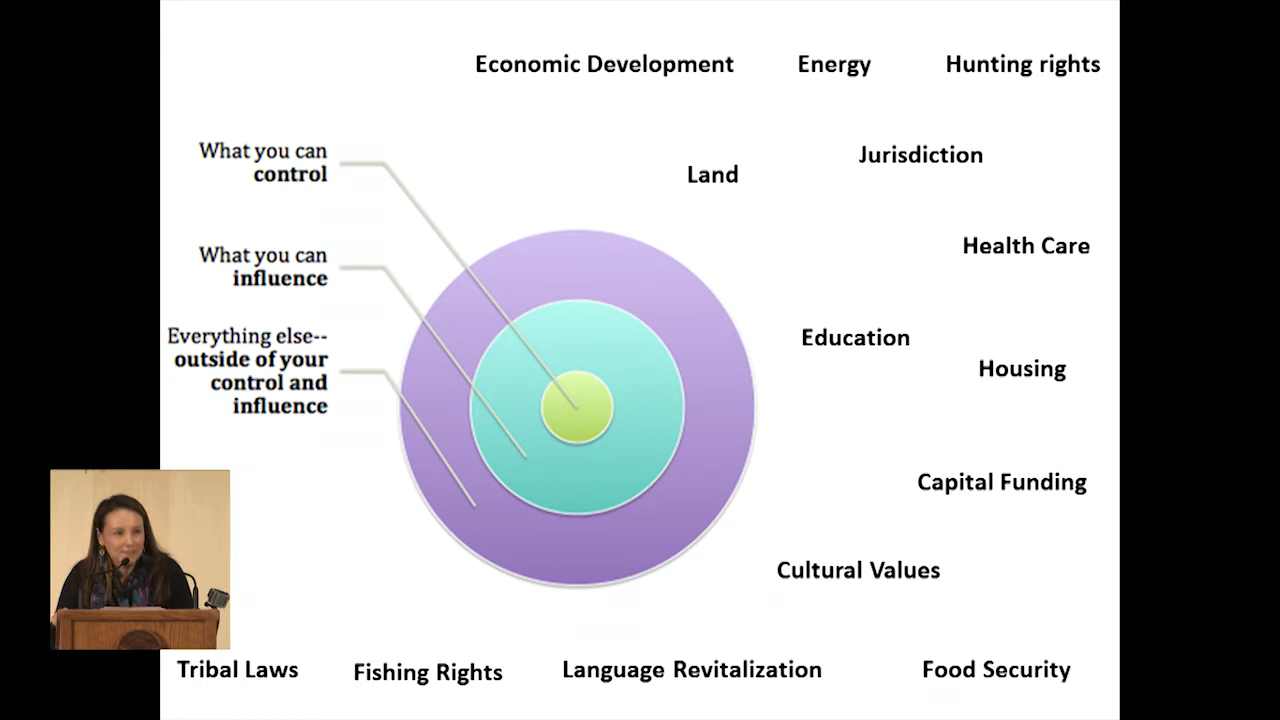 Economic Development
Energy
Hunting rights
What you can
control
Jurisdiction
Land
What you can
influence
Health Care
Everything else--
outside of your
control and
influence
Education
Housing
Capital Funding
Cultural Values
Tribal Laws
Fishing Rights
Language Revitalization
Food Security